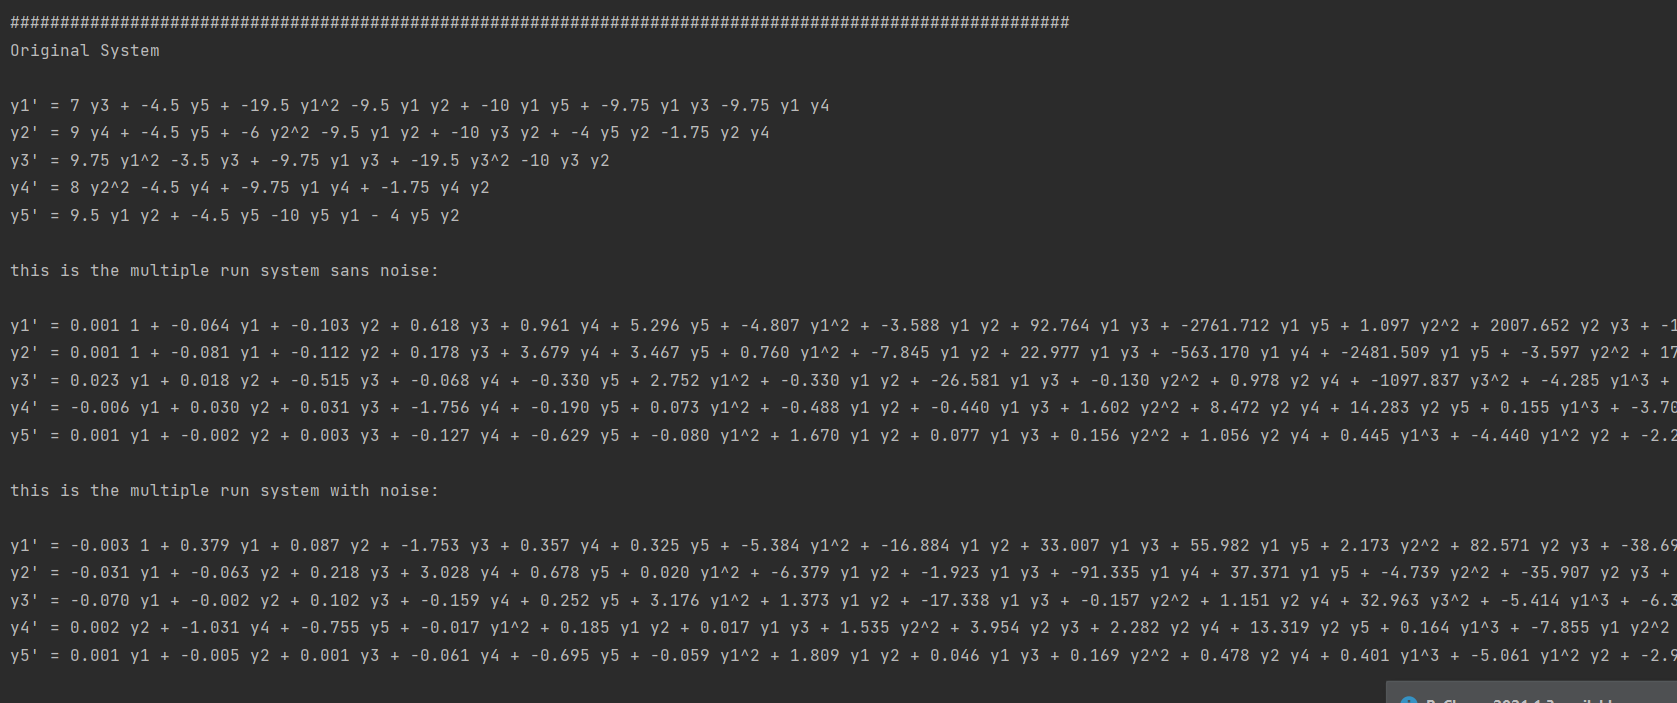 ##########################################################################################################
Original System
y1' = 7 y3 + -4.5 y5 + -19.5 y1^2 -9.5 y1 y2 + -10 y1 y5 + -9.75 y1 y3 -9.75 y1 y4
y2' = 9 y4 + -4.5 y5 + -6 y2^2 -9.5 y1 y2 + -10 y3 y2 + -4 y5 y2 -1.75 y2 y4
y3' = 9.75 y1^2 -3.5 y3 + -9.75 y1 y3 + -19.5 y3^2 -10 y3 y2
y4' = 8 y2^2 -4.5 y4 + -9.75 y1 y4 + -1.75 y4 y2
y5' = 9.5 y1 y2 + -4.5 y5 -10 y5 y1 - 4 y5 y2
this is the multiple run system sans noise:
y1' = 0.001 1 + -0.064 y1 + -0.103 y2 + 0.618 y3 + 0.961 y4 + 5.296 y5 + -4.807 y1^2 + -3.588 y1 y2 + 92.764 y1 y3 + -2761.712 y1 y5 + 1.097 y2^2 + 2007.652 y2 y3 + -1
y2' = 0.001 1 + -0.081 y1 + -0.112 y2 + 0.178 y3 + 3.679 y4 + 3.467 y5 + 0.760 y1^2 + -7.845 y1 y2 + 22.977 y1 y3 + -563.170 y1 y4 + -2481.509 y1 y5 + -3.597 y2^2 + 17
y3' = 0.023 y1 + 0.018 y2 + -0.515 y3 + -0.068 y4 + -0.330 y5 + 2.752 y1^2 + -0.330 y1 y2 + -26.581 y1 y3 + -0.130 y2^2 + 0.978 y2 y4 + -1097.837 y3^2 + -4.285 y1^3 +
y4' = -0.006 y1 + 0.030 y2 + 0.031 y3 + -1.756 y4 + -0.190 y5 + 0.073 y1^2 + -0.488 y1 y2 + -0.440 y1 y3 + 1.602 y2^2 + 8.472 y2 y4 + 14.283 y2 y5 + 0.155 y1^3 + -3.70
y5' = 0.001 y1 + -0.002 y2 + 0.003 y3 + -0.127 y4 + -0.629 y5 + -0.080 y1^2 + 1.670 y1 y2 + 0.077 y1 y3 + 0.156 y2^2 + 1.056 y2 y4 + 0.445 y1^3 + -4.440 y1^2 y2 + -2.2
this is the multiple run system with noise:
y1' = -0.003 1 + 0.379 y1 + 0.087 y2 + -1.753 y3 + 0.357 y4 + 0.325 y5 + -5.384 y1^2 + -16.884 y1 y2 + 33.007 y1 y3 + 55.982 y1 y5 + 2.173 y2^2 + 82.571 y2 y3 + -38.69
y2' = -0.031 y1 + -0.063 y2 + 0.218 y3 + 3.028 y4 + 0.678 y5 + 0.020 y1^2 + -6.379 y1 y2 + -1.923 y1 y3 + -91.335 y1 y4 + 37.371 y1 y5 + -4.739 y2^2 + -35.907 y2 y3 +
y3' = -0.070 y1 + -0.002 y2 + 0.102 y3 + -0.159 y4 + 0.252 y5 + 3.176 y1^2 + 1.373 y1 y2 + -17.338 y1 y3 + -0.157 y2^2 + 1.151 y2 y4 + 32.963 y3^2 + -5.414 y1^3 + -6.3
y4' = 0.002 y2 + -1.031 y4 + -0.755 y5 + -0.017 y1^2 + 0.185 y1 y2 + 0.017 y1 y3 + 1.535 y2^2 + 3.954 y2 y3 + 2.282 y2 y4 + 13.319 y2 y5 + 0.164 y1^3 + -7.855 y1 y2^2
y5' = 0.001 y1 + -0.005 y2 + 0.001 y3 + -0.061 y4 + -0.695 y5 + -0.059 y1^2 + 1.809 y1 y2 + 0.046 y1 y3 + 0.169 y2^2 + 0.478 y2 y4 + 0.401 y1^3 + -5.061 y1^2 y2 + -2.9